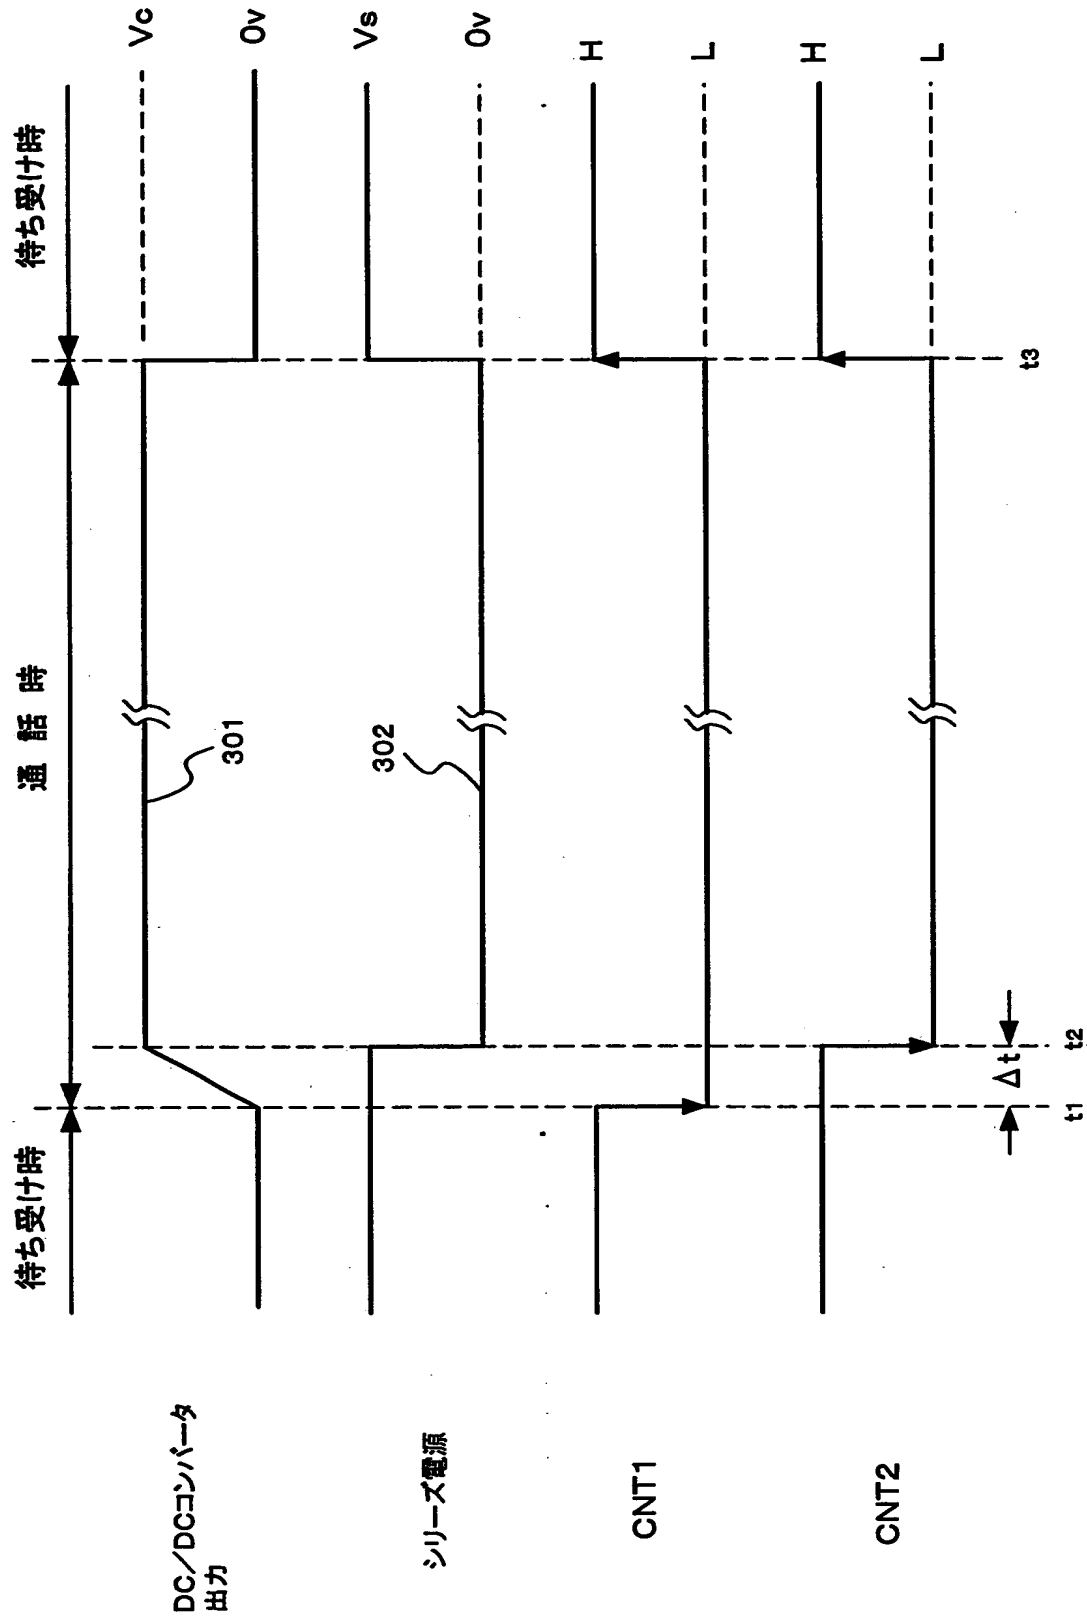 待ち受け時
通 話 時
待ち受け時
DC/DCコンバータ
出力
301
Vc
0v
シリーズ電源
302
Vs
0v
CNT1
H
L
CNT2
H
L
Δt
t1
t2
t3